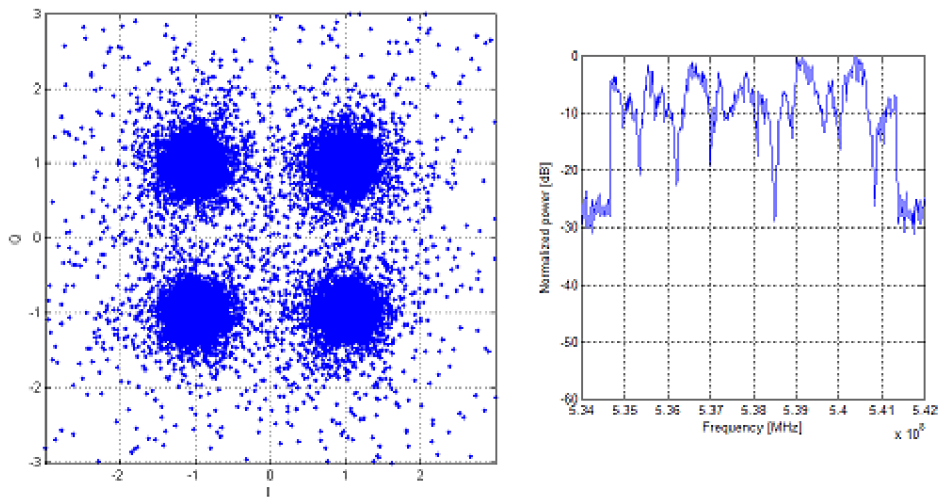 3
2
1
0
-1
-2
-3
Q
-2 -1 0 1 2
I
0
-10
-20
-30
-40
-50
-60
Normalized power [dB]
5.34 5.35 5.36 5.37 5.38 5.39 5.4 5.41 5.42
Frequency [MHz]
x 10⁸